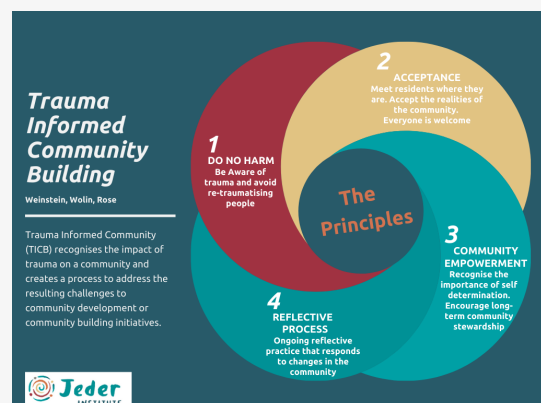 Trauma
Informed
Community
Building
Weinstein, Wolin, Rose
Trauma Informed Community
(TICB) recognises the impact of
trauma on a community and
creates a process to address the
resulting challenges to
community development or
community building initiatives.
Jeder
INSTITUTE
1
DO NO HARM
Be Aware of
trauma and avoid
re-traumatising
people
2
ACCEPTANCE
Meet residents where they
are. Accept the realities of
the community.
Everyone is welcome
The
Principles
3
COMMUNITY
EMPOWERMENT
Recognise the
importance of self
determination.
Encourage long-
term community
stewardship
4
REFLECTIVE
PROCESS
Ongoing reflective
practice that responds
to changes in the
community